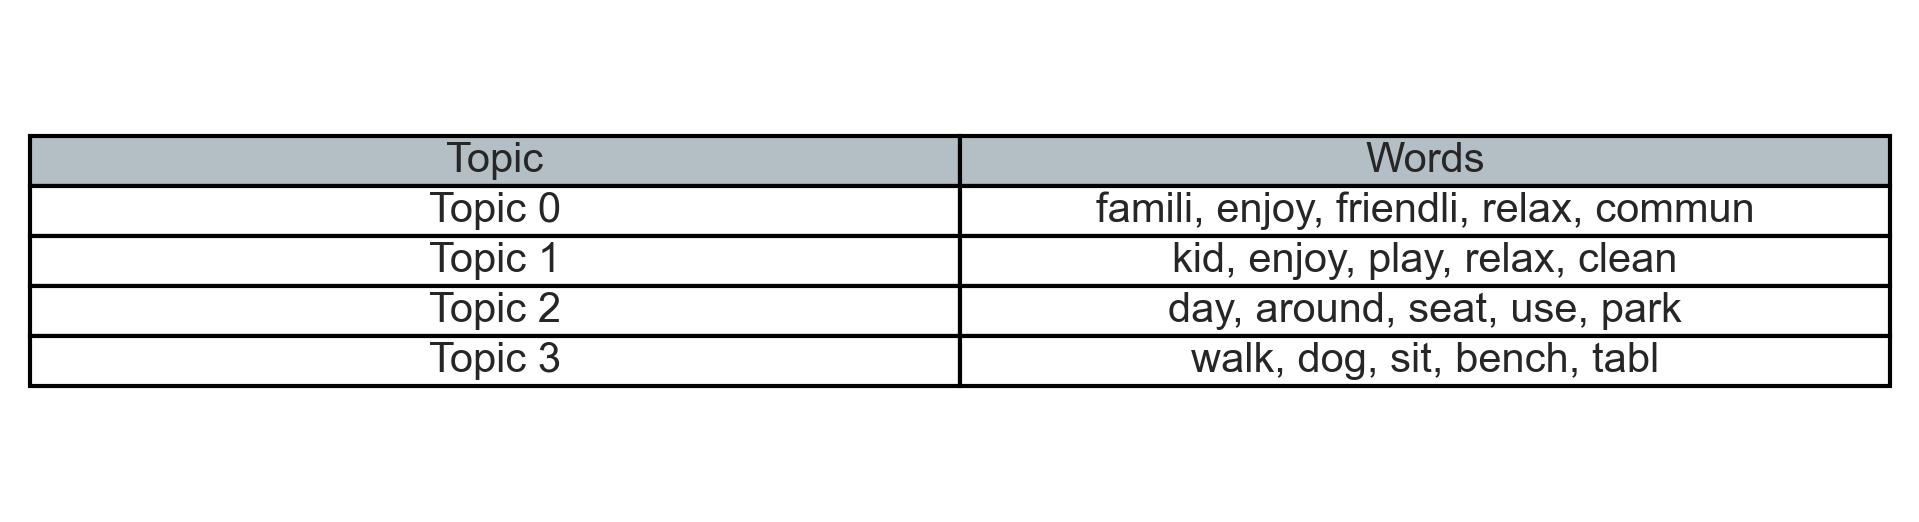 Topic Words
Topic 0 famili, enjoy, friendli, relax, commun
Topic 1 kid, enjoy, play, relax, clean
Topic 2 day, around, seat, use, park
Topic 3 walk, dog, sit, bench, tabl